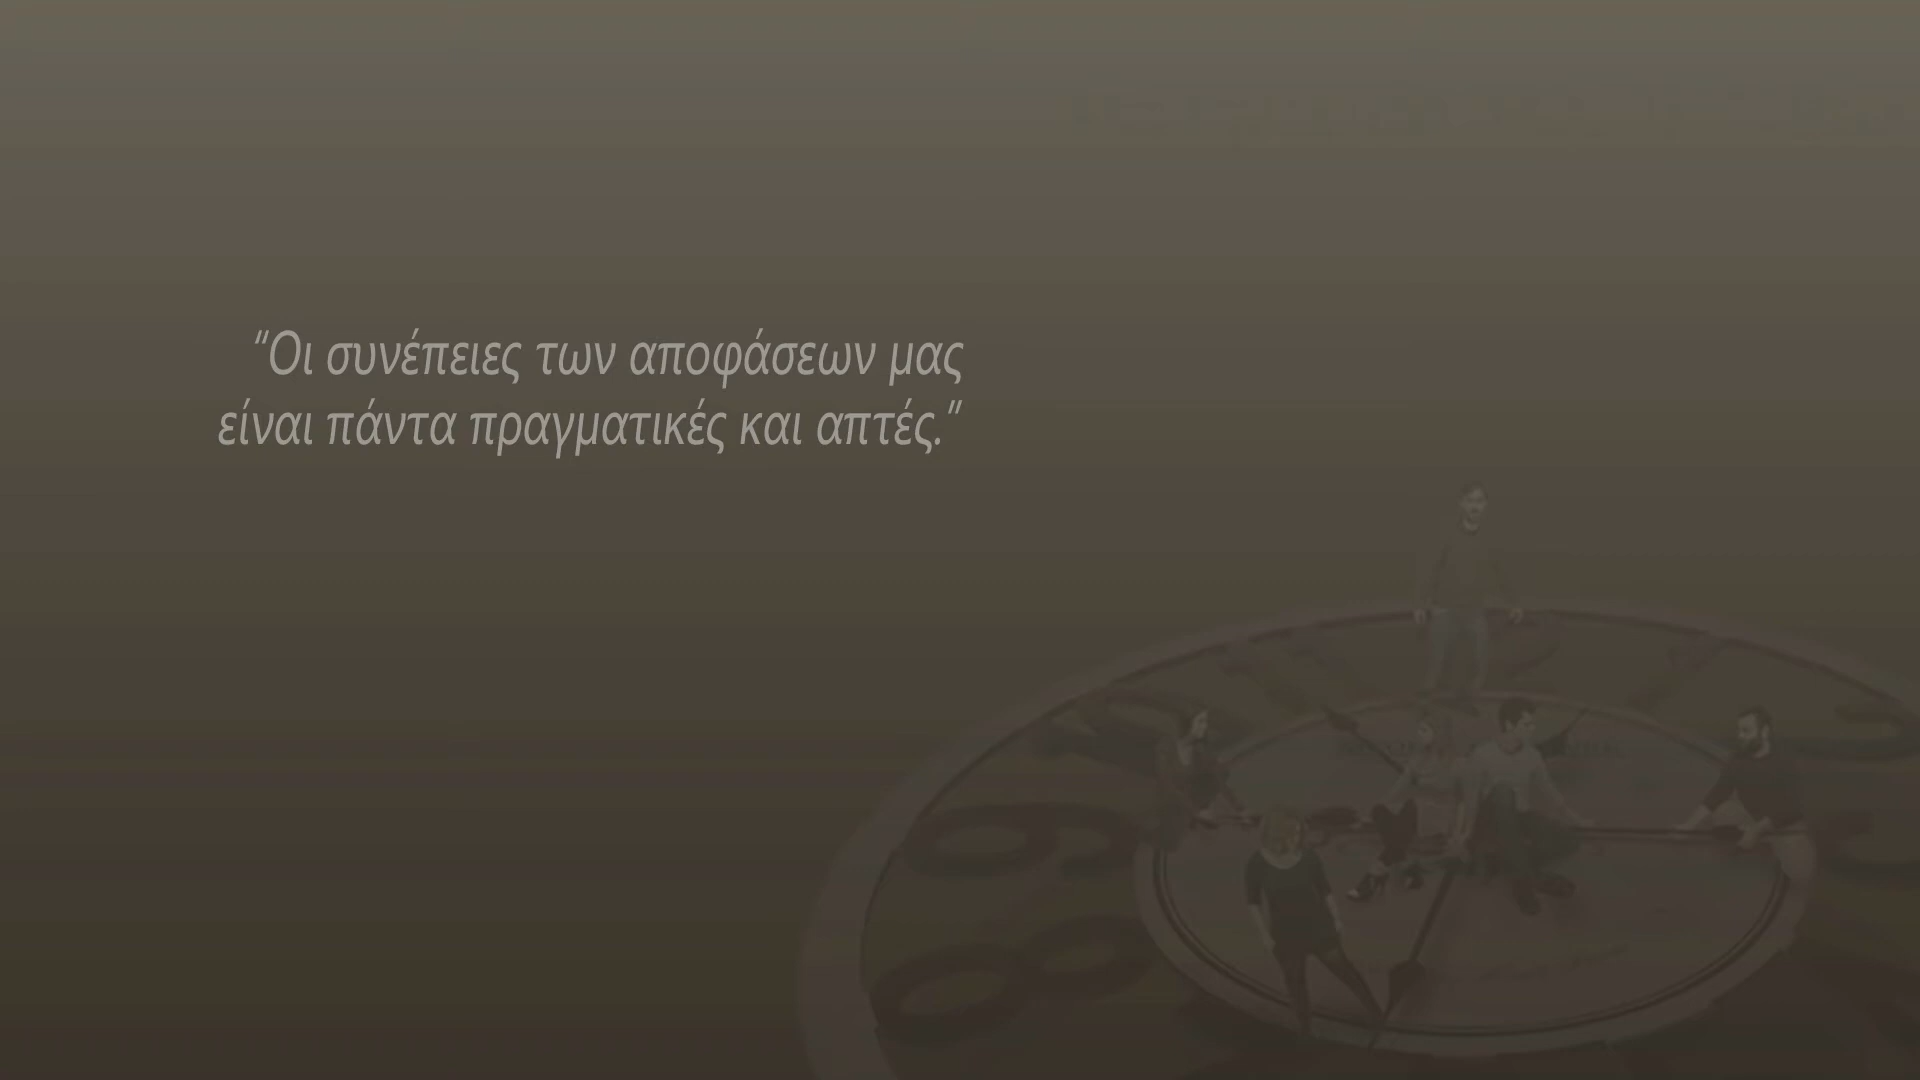 “Οι συνέπειες των αποφάσεων μας
είναι πάντα πραγματικές και απτές.”